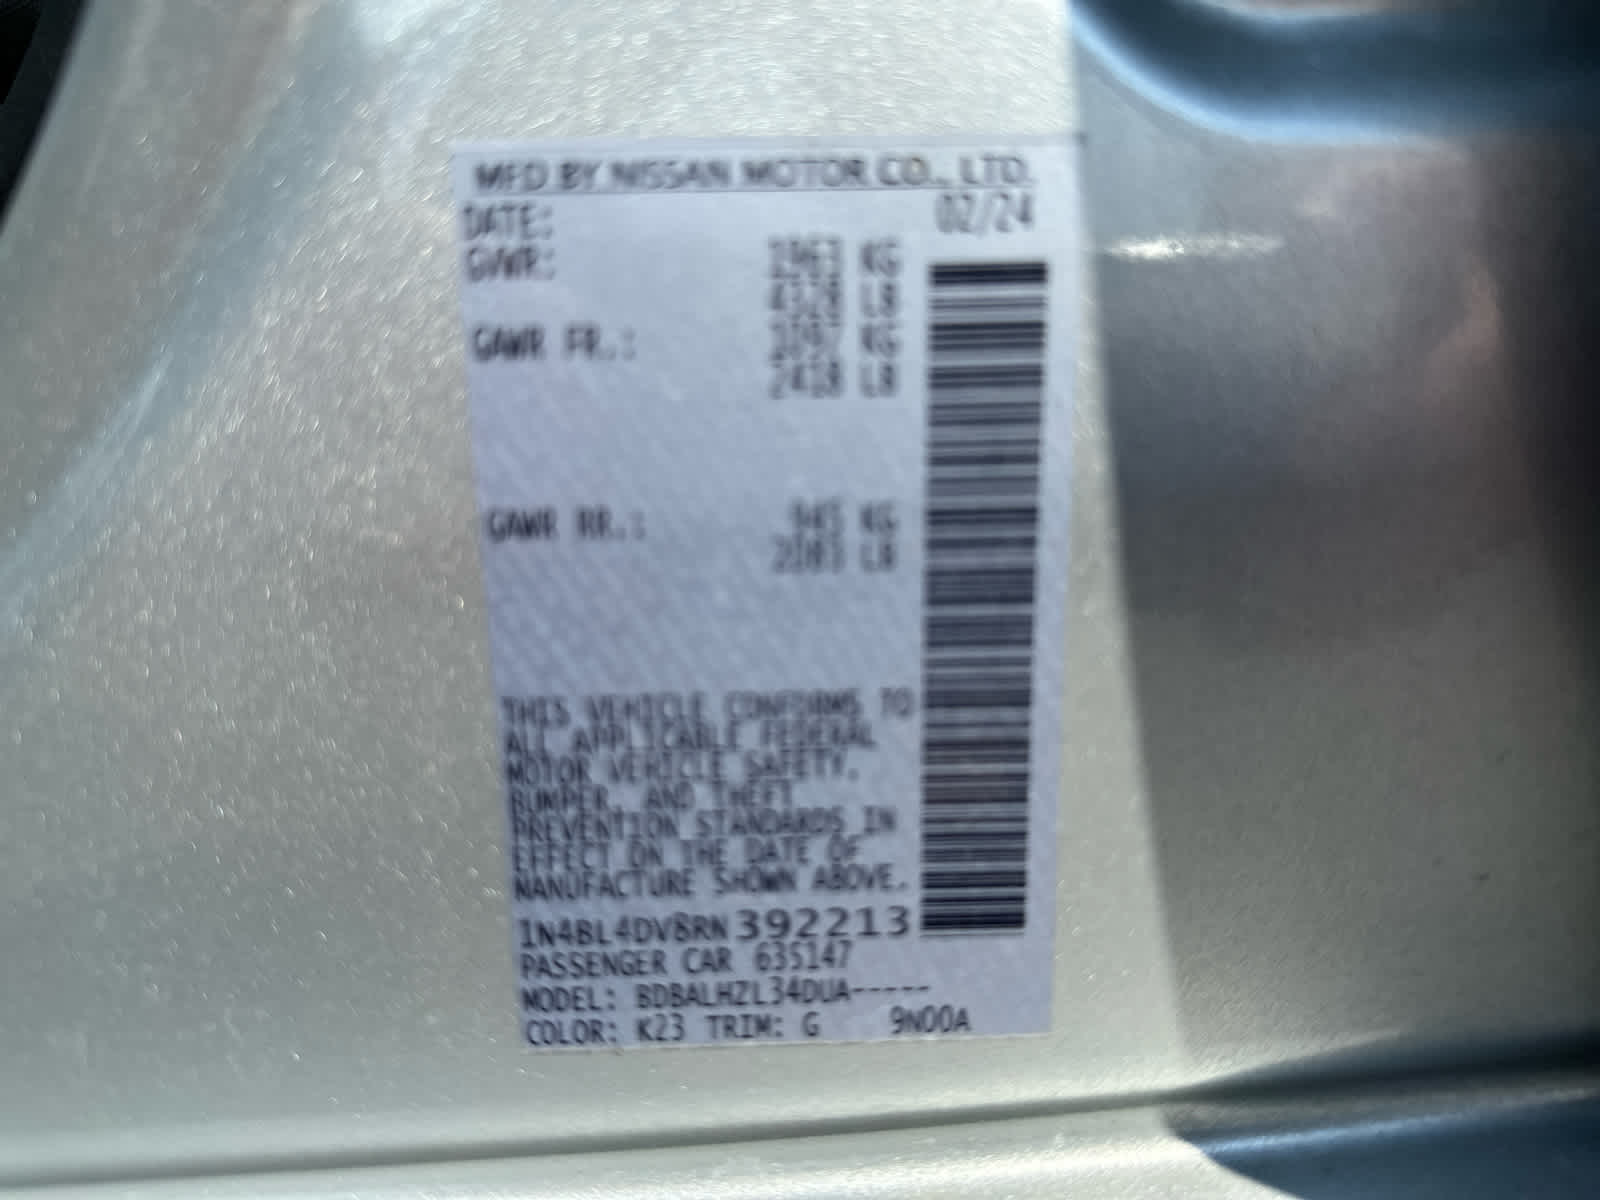 MFD BY NISSAN MOTOR CO., LTD.
DATE: 02/24
GVWR: 1963 KG
4328 LB
GAWR FR.: 1097 KG
2418 LB
GAWR RR.: 945 KG
2083 LB
THIS VEHICLE CONFORMS TO
ALL APPLICABLE FEDERAL
MOTOR VEHICLE SAFETY,
BUMPER, AND THEFT
PREVENTION STANDARDS IN
EFFECT ON THE DATE OF
MANUFACTURE SHOWN ABOVE.
1N4BL4DV8RN392213
PASSENGER CAR 635147
MODEL: BDBALHZL34DUA-----
COLOR: K23 TRIM: G 9N00A